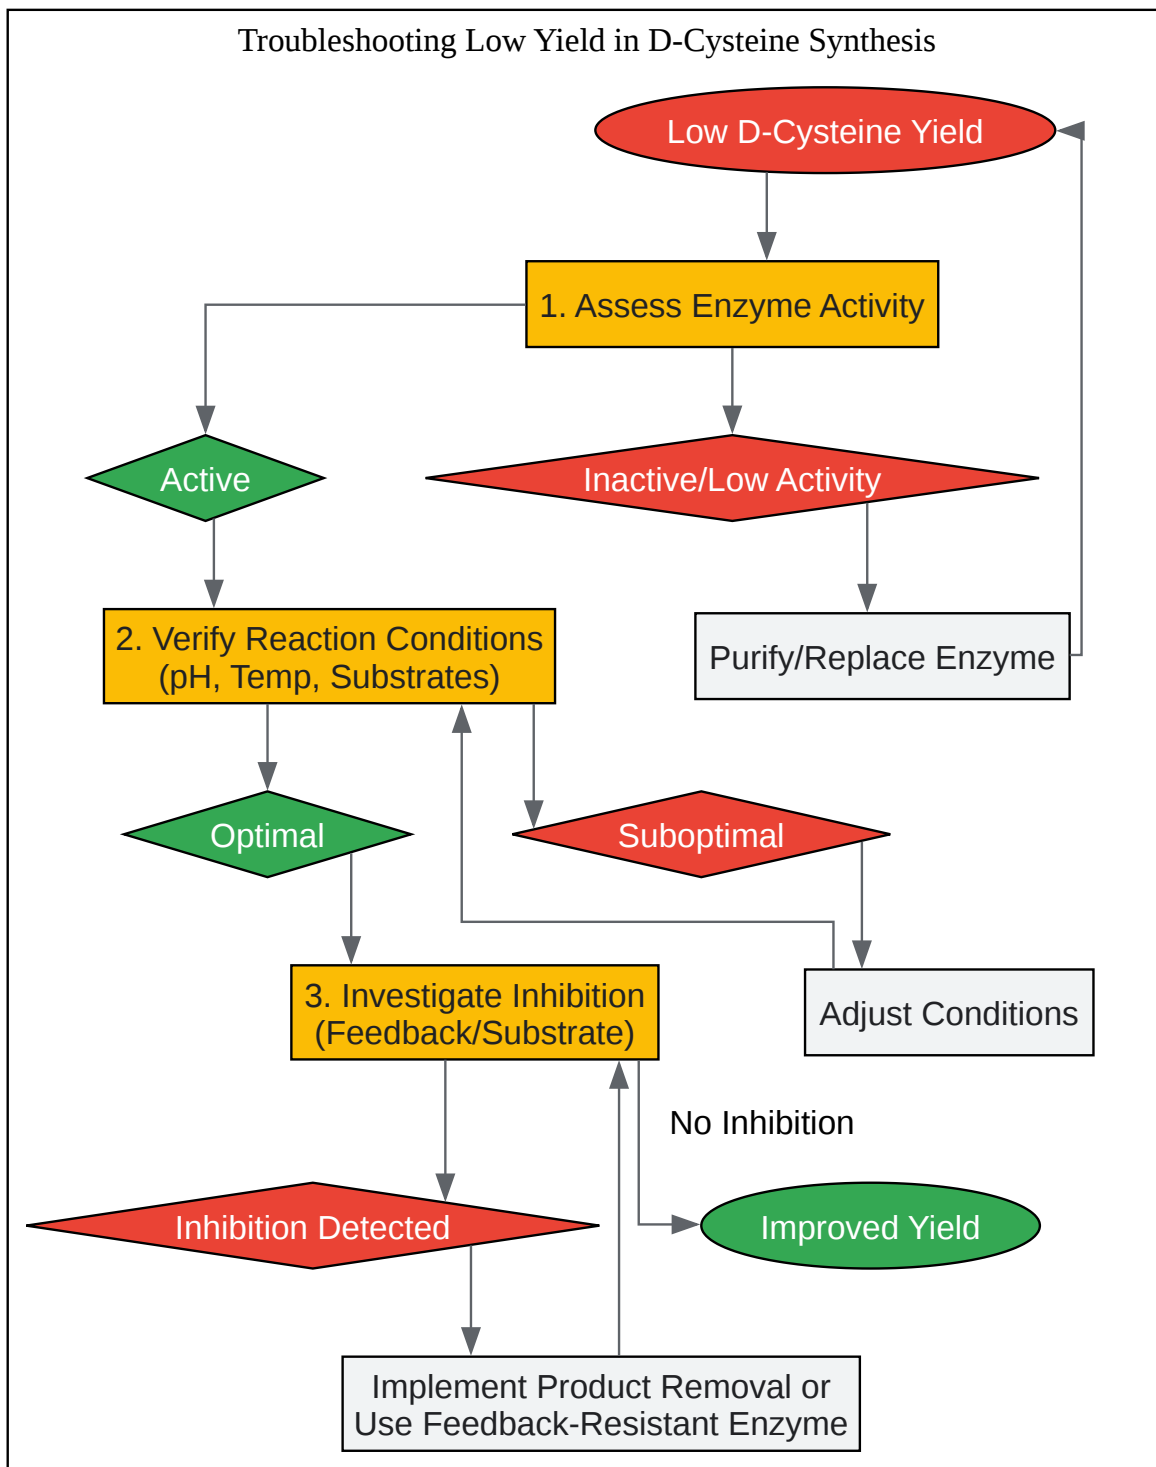 Troubleshooting Low Yield in D-Cysteine Synthesis
Low D-Cysteine Yield
1. Assess Enzyme Activity
Active
Inactive/Low Activity
2. Verify Reaction Conditions
(pH, Temp, Substrates)
Purify/Replace Enzyme
Optimal
Suboptimal
3. Investigate Inhibition
(Feedback/Substrate)
Adjust Conditions
No Inhibition
Inhibition Detected
Improved Yield
Implement Product Removal or
Use Feedback-Resistant Enzyme